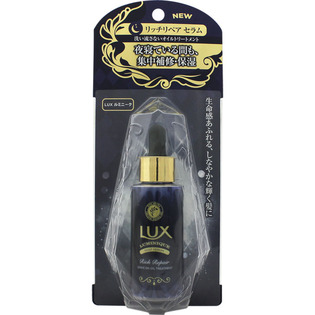 NEW
リッチリペア セラム
洗い流さないオイルトリートメント
夜寝ている間も、
集中補修・保湿
LUX ルミニーク
生命感あふれる、しなやかな輝く髪に
LUX
LUMINIQUE
Rich Repair